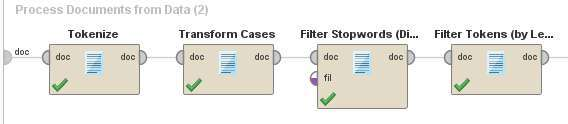 Process Documents from Data (2)
Tokenize Transform Cases Filter Stopwords (Di... Filter Tokens (by Le...
doc doc doc doc doc doc doc doc doc
fil